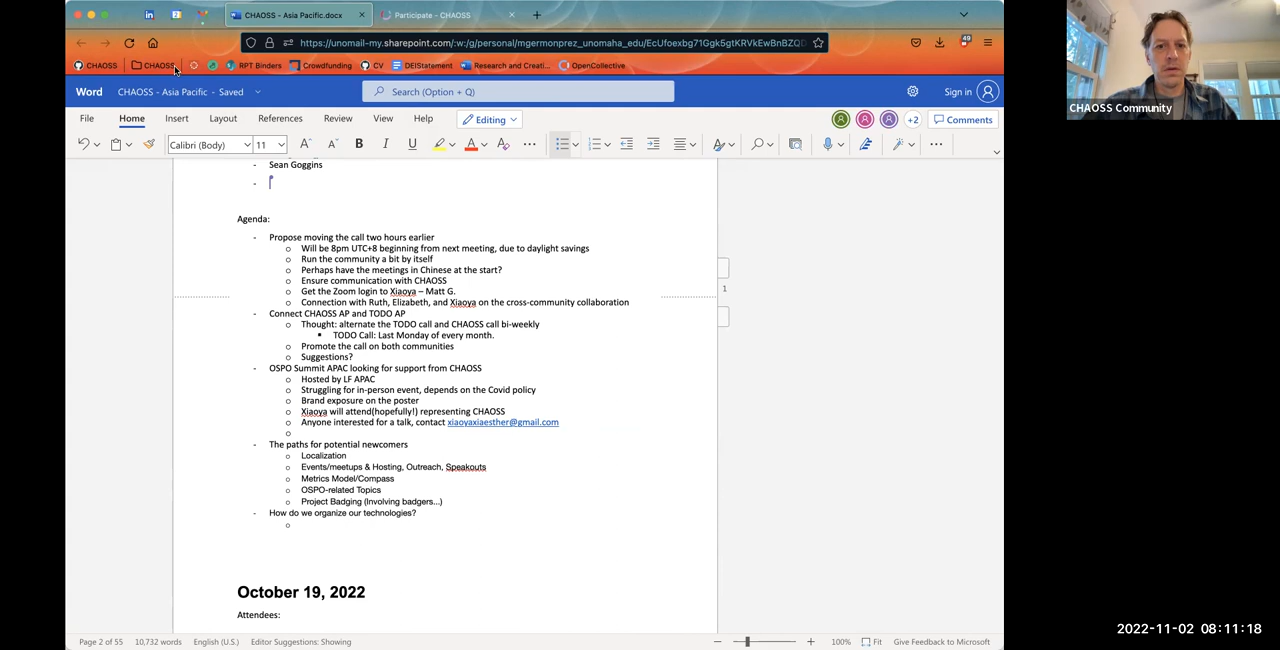 CHAOSS - Asia Pacific.docx
Participate - CHAOSS
https://unomail-my.sharepoint.com/:w:/g/personal/mgermonprez_unomaha_edu/EcUfoexbg71Ggk5gtKRVkEwBnBZQD
49
CHAOSS
CHAOSS
RPT Binders
Crowdfunding
CV
DEIStatement
Research and Creati...
OpenCollective
Word
CHAOSS - Asia Pacific - Saved
Search (Option + Q)
Sign in
File
Home
Insert
Layout
References
Review
View
Help
Editing
+2
Comments
Calibri (Body)
11
- Sean Goggins
-
Agenda:
- Propose moving the call two hours earlier
o Will be 8pm UTC+8 beginning from next meeting, due to daylight savings
o Run the community a bit by itself
o Perhaps have the meetings in Chinese at the start?
o Ensure communication with CHAOSS
o Get the Zoom login to Xiaoya – Matt G.
o Connection with Ruth, Elizabeth, and Xiaoya on the cross-community collaboration
- Connect CHAOSS AP and TODO AP
o Thought: alternate the TODO call and CHAOSS call bi-weekly
▪ TODO Call: Last Monday of every month.
o Promote the call on both communities
o Suggestions?
- OSPO Summit APAC looking for support from CHAOSS
o Hosted by LF APAC
o Struggling for in-person event, depends on the Covid policy
o Brand exposure on the poster
o Xiaoya will attend(hopefully!) representing CHAOSS
o Anyone interested for a talk, contact xiaoyaxiaesther@gmail.com
o
- The paths for potential newcomers
o Localization
o Events/meetups & Hosting, Outreach, Speakouts
o Metrics Model/Compass
o OSPO-related Topics
o Project Badging (Involving badgers...)
- How do we organize our technologies?
o
1
October 19, 2022
Attendees:
Page 2 of 55
10,732 words
English (U.S.)
Editor Suggestions: Showing
100%
Fit
Give Feedback to Microsoft
CHAOSS Community
2022-11-02 08:11:18